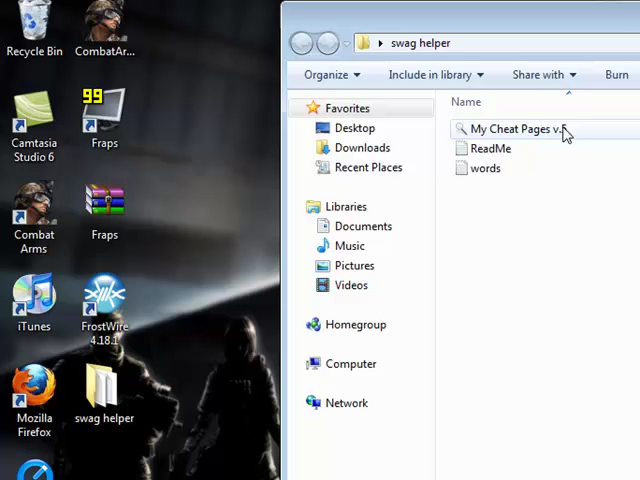 Recycle Bin
CombatAr...
Camtasia
Studio 6
99
Fraps
Combat
Arms
Fraps
iTunes
FrostWire
4.18.1
Mozilla
Firefox
swag helper
swag helper
Organize
Include in library
Share with
Burn
Name
Favorites
Desktop
Downloads
Recent Places
Libraries
Documents
Music
Pictures
Videos
Homegroup
Computer
Network
My Cheat Pages v.5
ReadMe
words